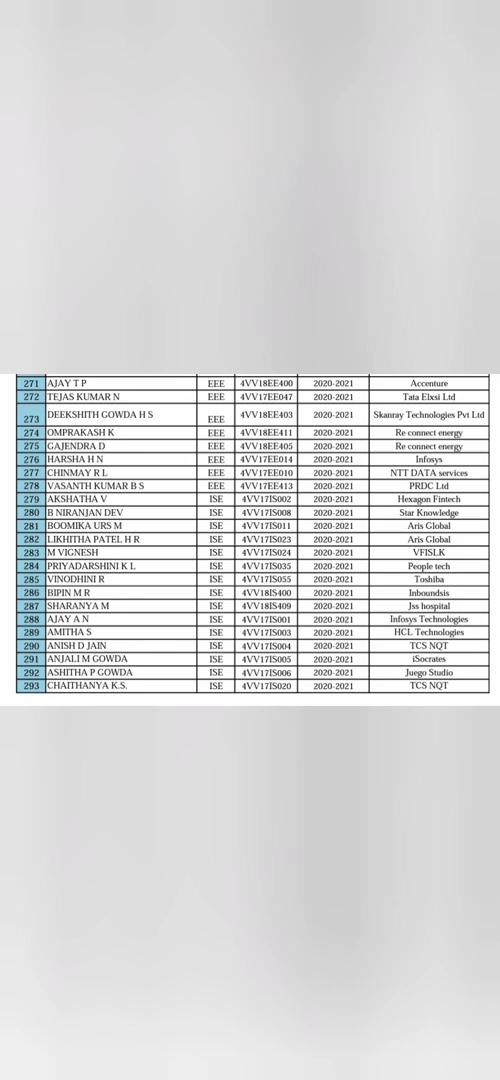 271 AJAY T P EEE 4VV18EE400 2020-2021 Accenture
272 TEJAS KUMAR N EEE 4VV17EE047 2020-2021 Tata Elxsi Ltd
273 DEEKSHITH GOWDA H S EEE 4VV18EE403 2020-2021 Skanray Technologies Pvt Ltd
274 OMPRAKASH K EEE 4VV18EE411 2020-2021 Re connect energy
275 GAJENDRA D EEE 4VV18EE405 2020-2021 Re connect energy
276 HARSHA H N EEE 4VV17EE014 2020-2021 Infosys
277 CHINMAY R L EEE 4VV17EE010 2020-2021 NTT DATA services
278 VASANTH KUMAR B S EEE 4VV17EE413 2020-2021 PRDC Ltd
279 AKSHATHA V ISE 4VV17IS002 2020-2021 Hexagon Fintech
280 B NIRANJAN DEV ISE 4VV17IS008 2020-2021 Star Knowledge
281 BOOMIKA URS M ISE 4VV17IS011 2020-2021 Aris Global
282 LIKHITHA PATEL H R ISE 4VV17IS023 2020-2021 Aris Global
283 M VIGNESH ISE 4VV17IS024 2020-2021 VFISLK
284 PRIYADARSHINI K L ISE 4VV17IS035 2020-2021 People tech
285 VINODHINI R ISE 4VV17IS055 2020-2021 Toshiba
286 BIPIN M R ISE 4VV18IS400 2020-2021 Inboundsis
287 SHARANYA M ISE 4VV18IS409 2020-2021 Jss hospital
288 AJAY A N ISE 4VV17IS001 2020-2021 Infosys Technologies
289 AMITHA S ISE 4VV17IS003 2020-2021 HCL Technologies
290 ANISH D JAIN ISE 4VV17IS004 2020-2021 TCS NQT
291 ANJALI M GOWDA ISE 4VV17IS005 2020-2021 iSocrates
292 ASHITHA P GOWDA ISE 4VV17IS006 2020-2021 Juego Studio
293 CHAITHANYA K.S. ISE 4VV17IS020 2020-2021 TCS NQT